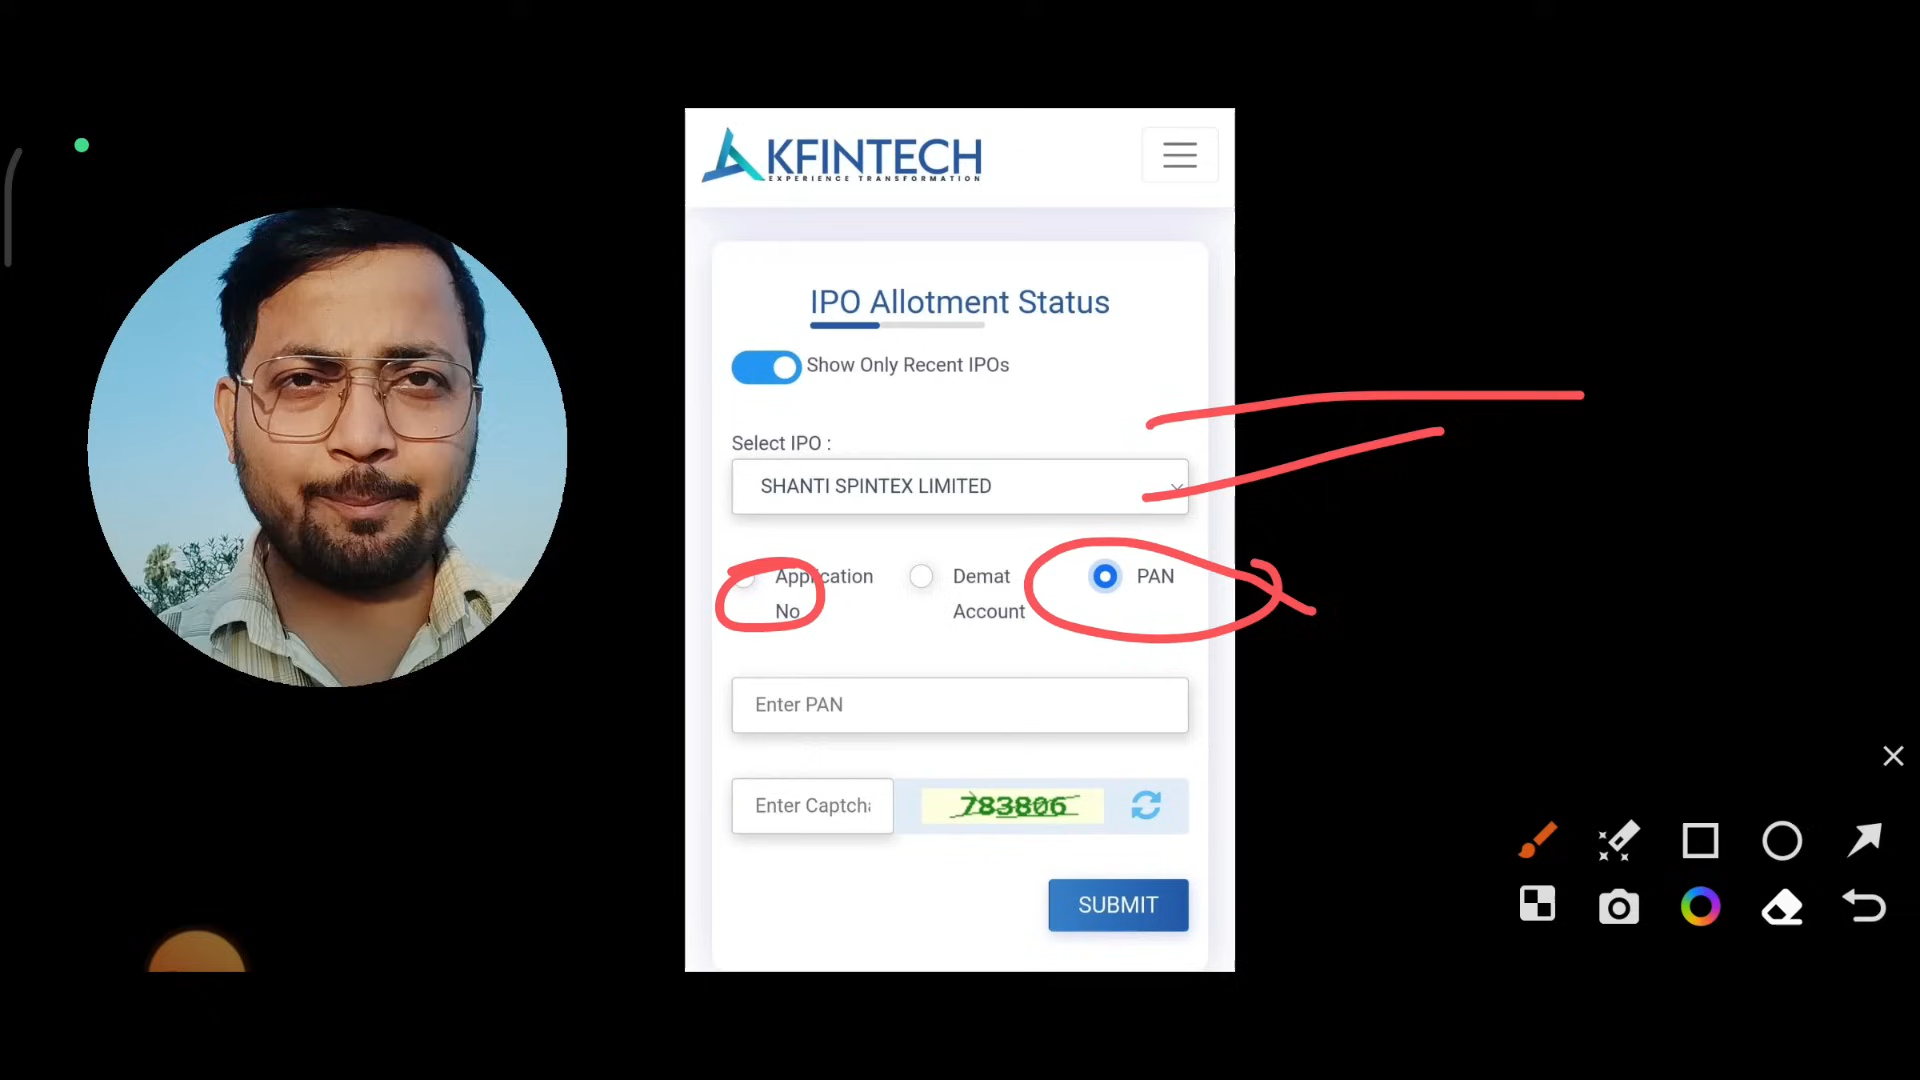 KFINTECH
EXPERIENCE TRANSFORMATION
IPO Allotment Status
Show Only Recent IPOs
Select IPO :
SHANTI SPINTEX LIMITED
Application No
Demat Account
PAN
Enter PAN
Enter Captcha
783806
SUBMIT